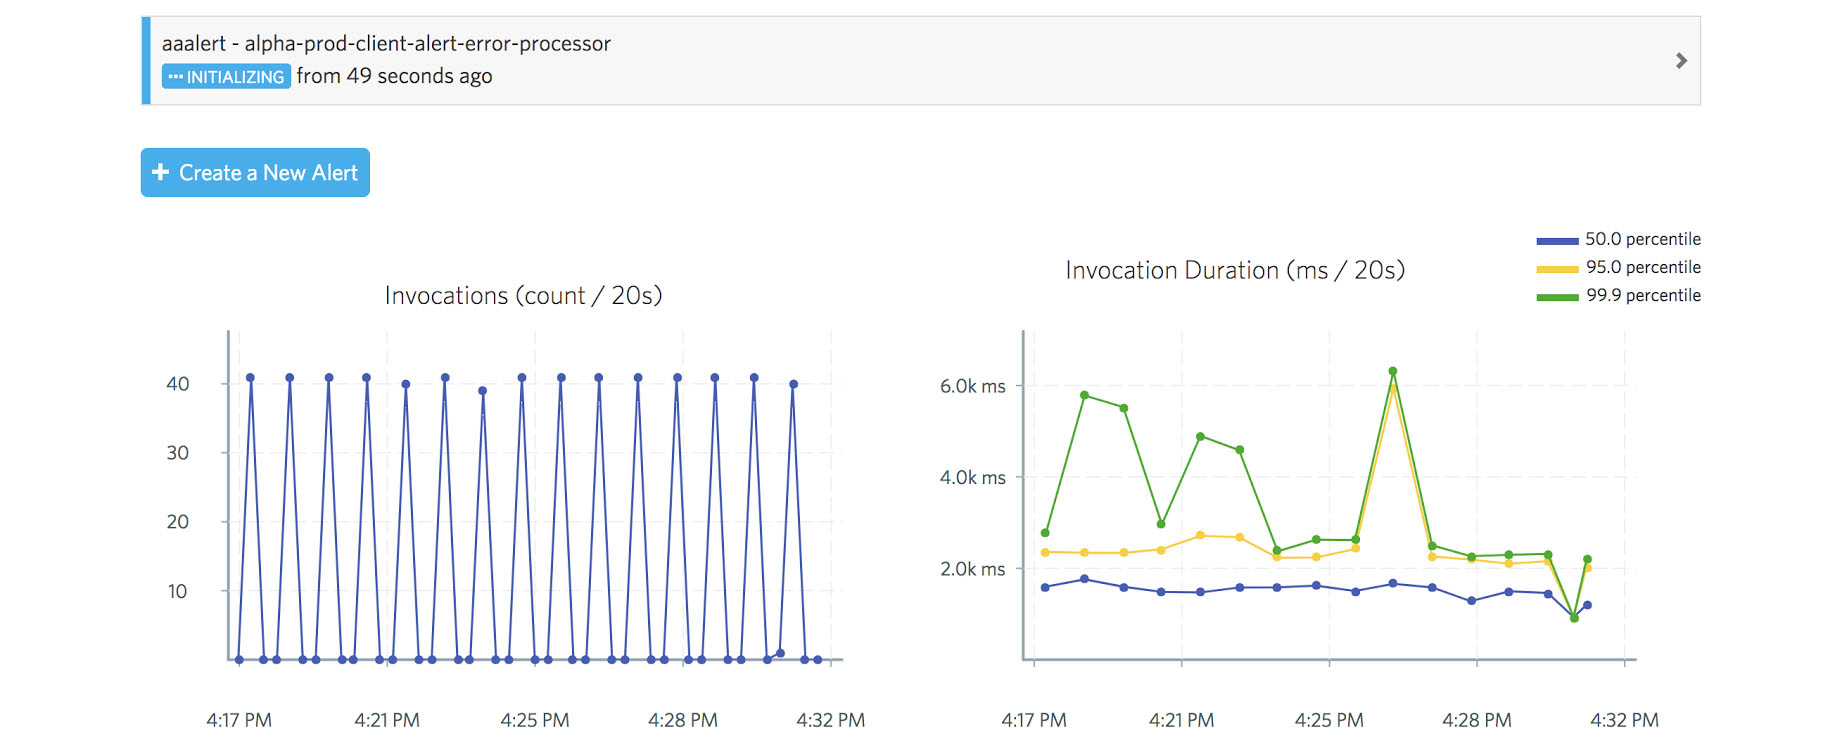 aaalert - alpha-prod-client-alert-error-processor
INITIALIZING from 49 seconds ago
+ Create a New Alert
50.0 percentile
95.0 percentile
99.9 percentile
Invocations (count / 20s)
40
30
20
10
4:17 PM 4:21 PM 4:25 PM 4:28 PM 4:32 PM
Invocation Duration (ms / 20s)
6.0k ms
4.0k ms
2.0k ms
4:17 PM 4:21 PM 4:25 PM 4:28 PM 4:32 PM